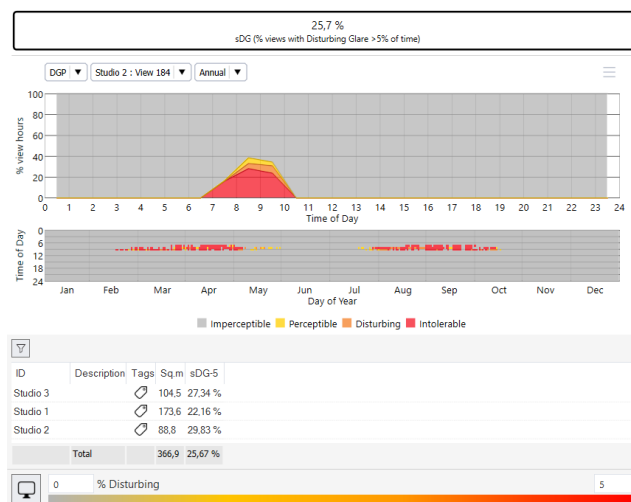 25,7 %
sDG (% views with Disturbing Glare >5% of time)
DGP ▼ Studio 2 : View 184 ▼ Annual ▼
% view hours
100
80
60
40
20
0
0 1 2 3 4 5 6 7 8 9 10 11 12 13 14 15 16 17 18 19 20 21 22 23 24
Time of Day
Time of Day
0
6
12
18
24
Jan Feb Mar Apr May Jun Jul Aug Sep Oct Nov Dec
Day of Year
Imperceptible Perceptible Disturbing Intolerable
ID Description Tags Sq.m sDG-5
Studio 3 104,5 27,34 %
Studio 1 173,6 22,16 %
Studio 2 88,8 29,83 %
Total 366,9 25,67 %
0 % Disturbing 5